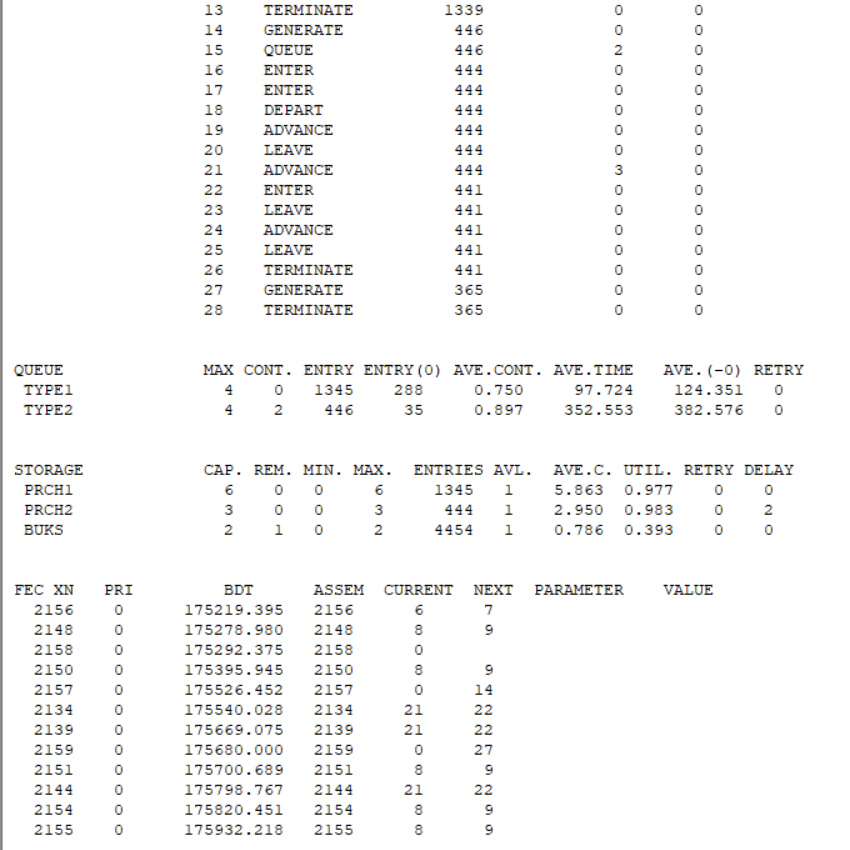 13 TERMINATE 1339 0 0
14 GENERATE 446 0 0
15 QUEUE 446 2 0
16 ENTER 444 0 0
17 ENTER 444 0 0
18 DEPART 444 0 0
19 ADVANCE 444 0 0
20 LEAVE 444 0 0
21 ADVANCE 444 3 0
22 ENTER 441 0 0
23 LEAVE 441 0 0
24 ADVANCE 441 0 0
25 LEAVE 441 0 0
26 TERMINATE 441 0 0
27 GENERATE 365 0 0
28 TERMINATE 365 0 0
QUEUE MAX CONT. ENTRY ENTRY(0) AVE.CONT. AVE.TIME AVE.(-0) RETRY
TYPE1 4 0 1345 288 0.750 97.724 124.351 0
TYPE2 4 2 446 35 0.897 352.553 382.576 0
STORAGE CAP. REM. MIN. MAX. ENTRIES AVL. AVE.C. UTIL. RETRY DELAY
PRCH1 6 0 0 6 1345 1 5.863 0.977 0 0
PRCH2 3 0 0 3 444 1 2.950 0.983 0 2
BUKS 2 1 0 2 4454 1 0.786 0.393 0 0
FEC XN PRI BDT ASSEM CURRENT NEXT PARAMETER VALUE
2156 0 175219.395 2156 6 7
2148 0 175278.980 2148 8 9
2158 0 175292.375 2158 0
2150 0 175395.945 2150 8 9
2157 0 175526.452 2157 0 14
2134 0 175540.028 2134 21 22
2139 0 175669.075 2139 21 22
2159 0 175680.000 2159 0 27
2151 0 175700.689 2151 8 9
2144 0 175798.767 2144 21 22
2154 0 175820.451 2154 8 9
2155 0 175932.218 2155 8 9